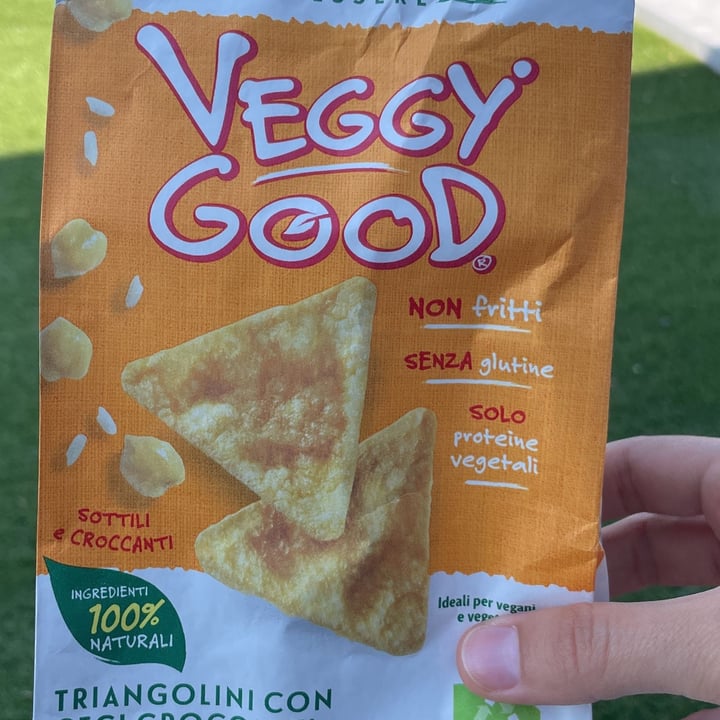 ESSERE
VEGGY
GOOD®
NON fritti
SENZA glutine
SOLO
proteine
vegetali
SOTTILI
e CROCCANTI
INGREDIENTI
100%
NATURALI
Ideali per vegani
e
TRIANGOLINI CON